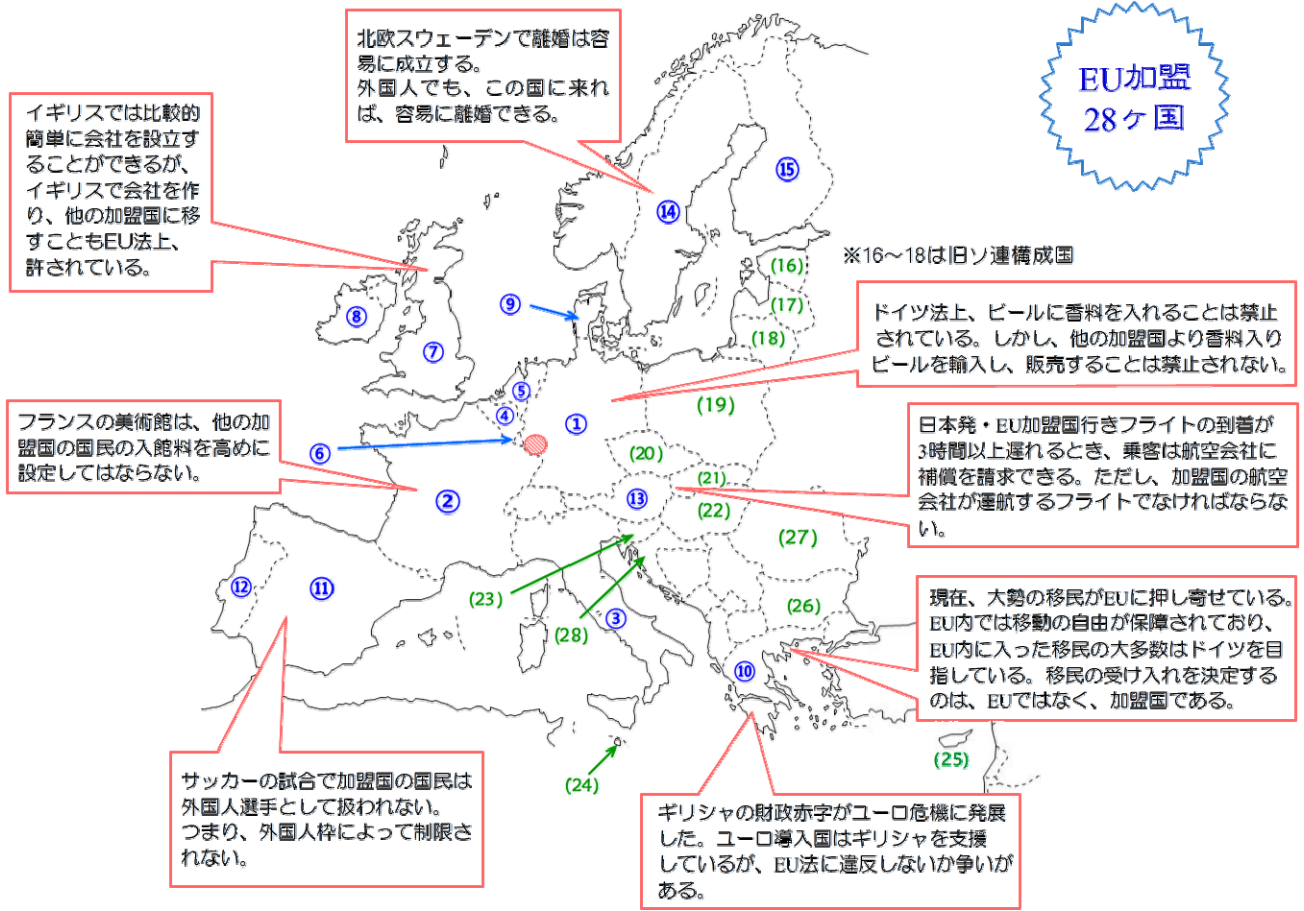 北欧スウェーデンで離婚は容
易に成立する。
外国人でも、この国に来れ
ば、容易に離婚できる。
EU加盟
28ヶ国
イギリスでは比較的
簡単に会社を設立す
ることができるが、
イギリスで会社を作
り、他の加盟国に移
すこともEU法上、
許されている。
⑮
⑭
※16～18は旧ソ連構成国
(16)
(17)
(18)
⑨
⑧
⑦
ドイツ法上、ビールに香料を入れることは禁止
されている。しかし、他の加盟国より香料入り
ビールを輸入し、販売することは禁止されない。
⑤
④
①
(19)
フランスの美術館は、他の加
盟国の国民の入館料を高めに
設定してはならない。
⑥
②
(20)
(21)
⑬
(22)
日本発・EU加盟国行きフライトの到着が
3時間以上遅れるとき、乗客は航空会社に
補償を請求できる。ただし、加盟国の航空
会社が運航するフライトでなければならな
い。
(27)
⑫
⑪
(23)
(28)
③
(26)
⑩
現在、大勢の移民がEUに押し寄せている。
EU内では移動の自由が保障されており、
EU内に入った移民の大多数はドイツを目
指している。移民の受け入れを決定する
のは、EUではなく、加盟国である。
(25)
(24)
サッカーの試合で加盟国の国民は
外国人選手として扱われない。
つまり、外国人枠によって制限さ
れない。
ギリシャの財政赤字がユーロ危機に発展
した。ユーロ導入国はギリシャを支援
しているが、EU法に違反しないか争いが
ある。